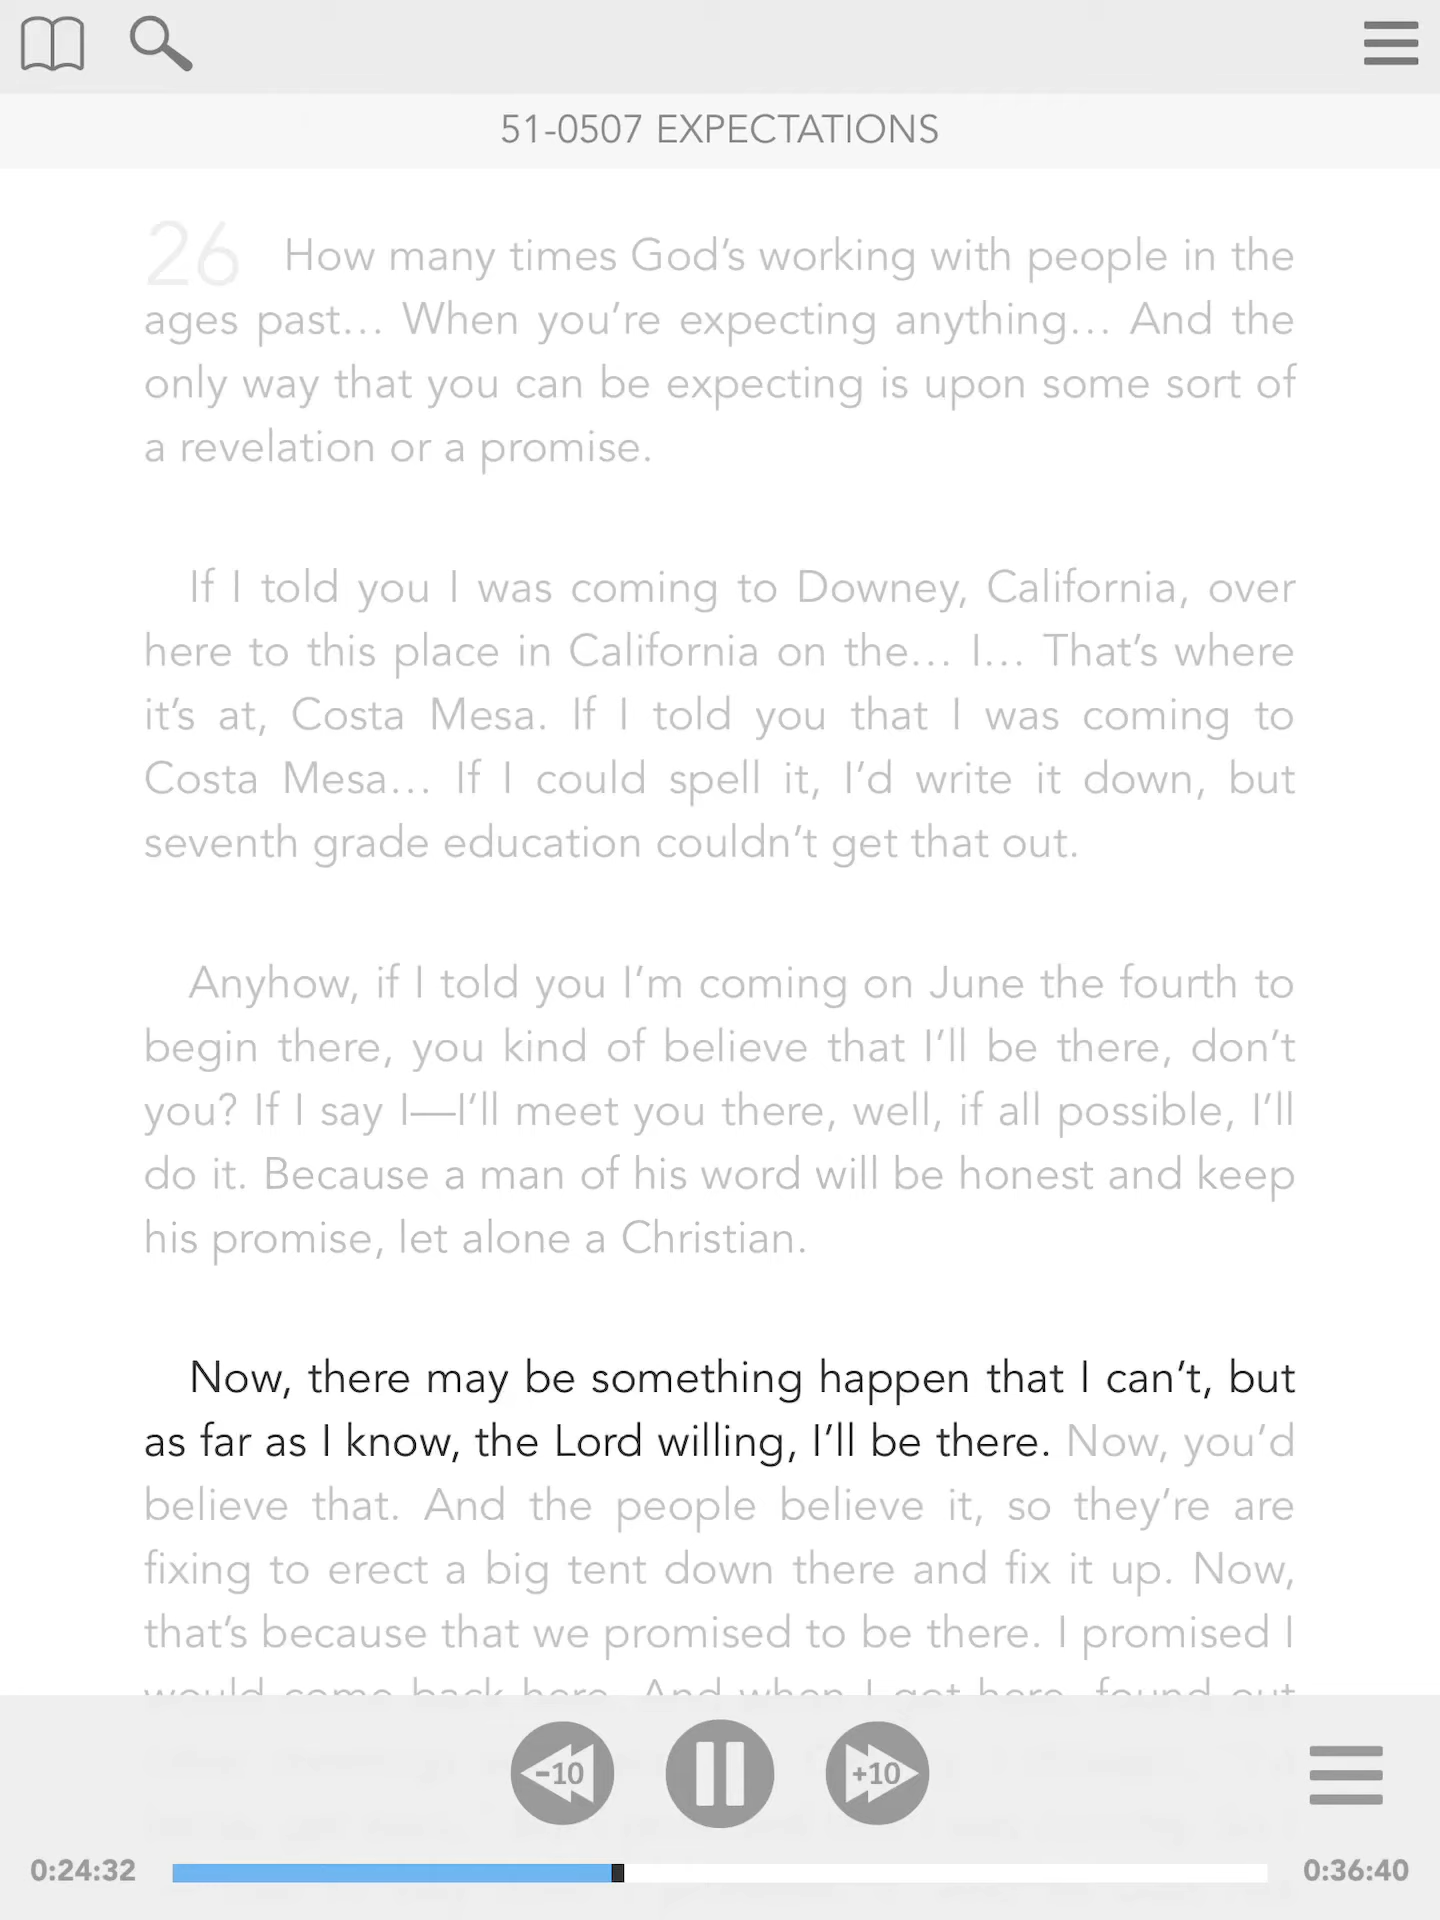 51-0507 EXPECTATIONS
26 How many times God's working with people in the
ages past… When you're expecting anything… And the
only way that you can be expecting is upon some sort of
a revelation or a promise.
If I told you I was coming to Downey, California, over
here to this place in California on the… I… That's where
it's at, Costa Mesa. If I told you that I was coming to
Costa Mesa… If I could spell it, I'd write it down, but
seventh grade education couldn't get that out.
Anyhow, if I told you I'm coming on June the fourth to
begin there, you kind of believe that I'll be there, don't
you? If I say I—I'll meet you there, well, if all possible, I'll
do it. Because a man of his word will be honest and keep
his promise, let alone a Christian.
Now, there may be something happen that I can't, but
as far as I know, the Lord willing, I'll be there. Now, you'd
believe that. And the people believe it, so they're are
fixing to erect a big tent down there and fix it up. Now,
that's because that we promised to be there. I promised I
would come back here. And when I got here, found out
-10 +10
0:24:32 0:36:40